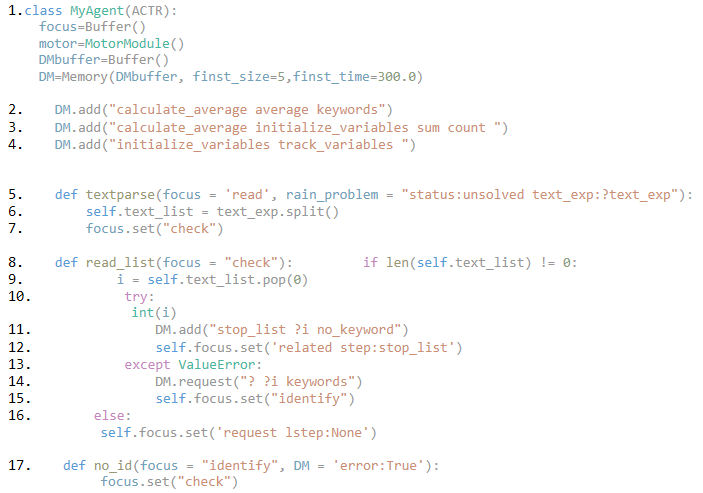 1.class MyAgent(ACTR):
focus=Buffer()
motor=MotorModule()
DMbuffer=Buffer()
DM=Memory(DMbuffer, finst_size=5,finst_time=300.0)
2. DM.add("calculate_average average keywords")
3. DM.add("calculate_average initialize_variables sum count ")
4. DM.add("initialize_variables track_variables ")
5. def textparse(focus = 'read', rain_problem = "status:unsolved text_exp:?text_exp"):
6. self.text_list = text_exp.split()
7. focus.set("check")
8. def read_list(focus = "check"): if len(self.text_list) != 0:
9. i = self.text_list.pop(0)
10. try:
int(i)
11. DM.add("stop_list ?i no_keyword")
12. self.focus.set('related step:stop_list')
13. except ValueError:
14. DM.request("? ?i keywords")
15. self.focus.set("identify")
16. else:
self.focus.set('request lstep:None')
17. def no_id(focus = "identify", DM = 'error:True'):
focus.set("check")